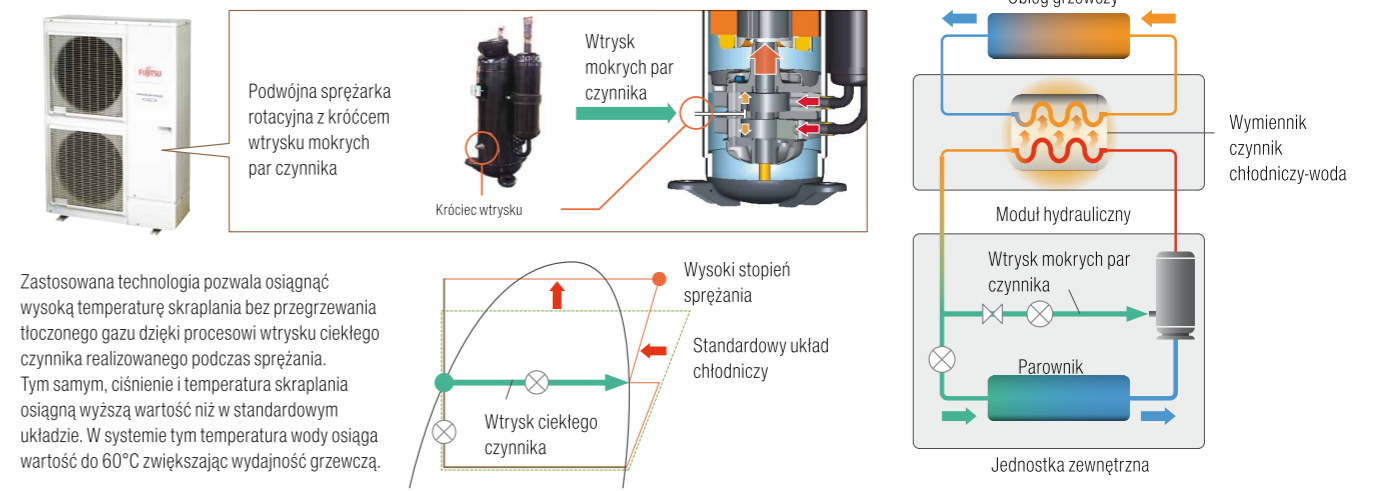 Obieg grzewczy
FUJITSU
Podwójna sprężarka
rotacyjna z króćcem
wtrysku mokrych
par czynnika
Króciec wtrysku
Wtrysk
mokrych par
czynnika
Wymiennik
czynnik
chłodniczy-woda
Moduł hydrauliczny
Wtrysk mokrych par
czynnika
Parownik
Jednostka zewnętrzna
Zastosowana technologia pozwala osiągnąć
wysoką temperaturę skraplania bez przegrzewania
tłoczonego gazu dzięki procesowi wtrysku ciekłego
czynnika realizowanego podczas sprężania.
Tym samym, ciśnienie i temperatura skraplania
osiągną wyższą wartość niż w standardowym
układzie. W systemie tym temperatura wody osiąga
wartość do 60°C zwiększając wydajność grzewczą.
Wysoki stopień
sprężania
Standardowy układ
chłodniczy
Wtrysk ciekłego
czynnika